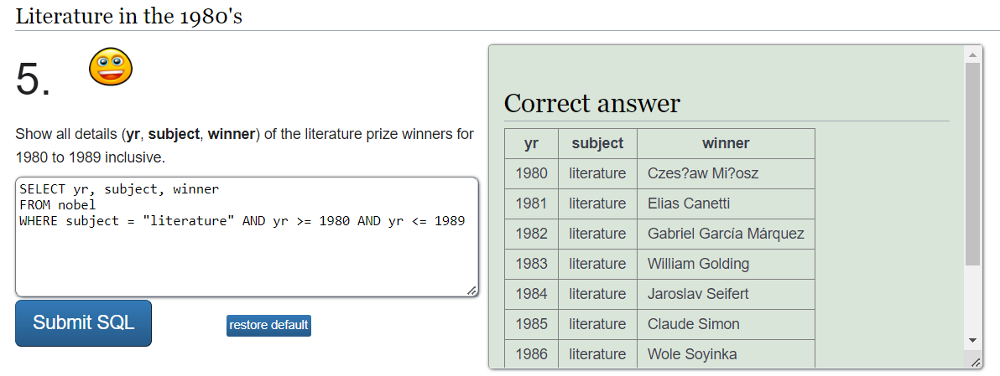 Literature in the 1980's
5.
Show all details (yr, subject, winner) of the literature prize winners for
1980 to 1989 inclusive.
SELECT yr, subject, winner
FROM nobel
WHERE subject = "literature" AND yr >= 1980 AND yr <= 1989
Submit SQL
restore default
Correct answer
yr subject winner
1980 literature Czes?aw Mi?osz
1981 literature Elias Canetti
1982 literature Gabriel García Márquez
1983 literature William Golding
1984 literature Jaroslav Seifert
1985 literature Claude Simon
1986 literature Wole Soyinka